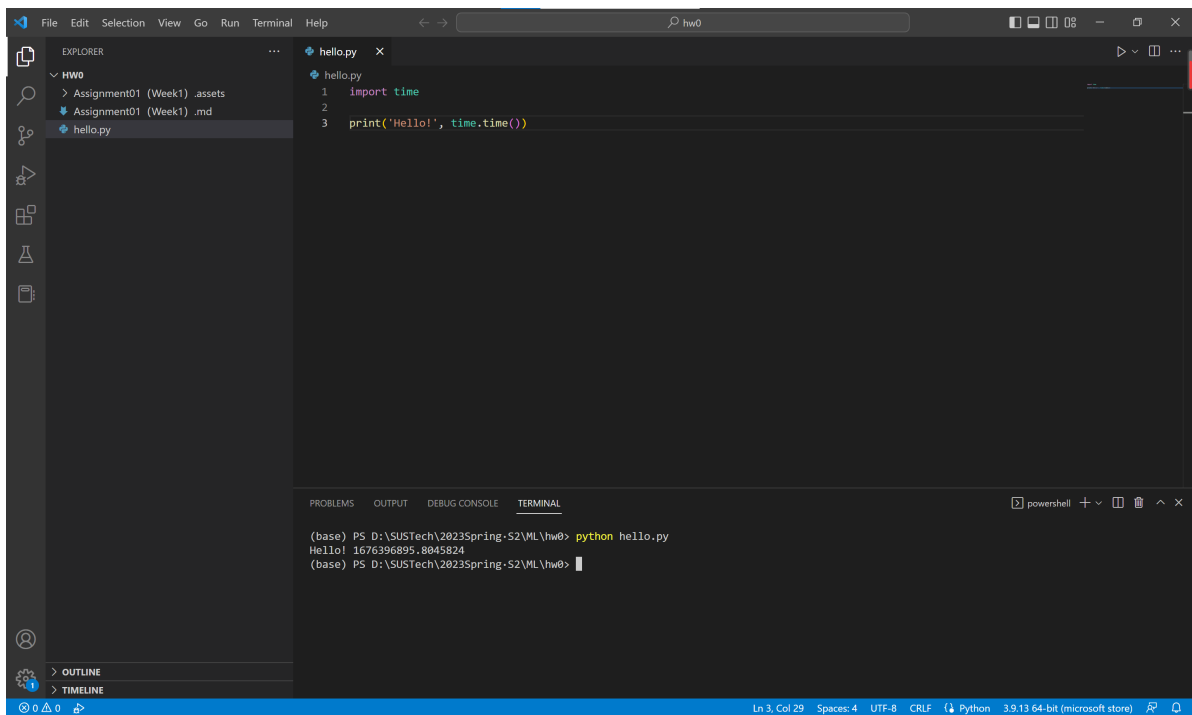 File Edit Selection View Go Run Terminal Help
hw0
EXPLORER
HW0
Assignment01 (Week1) .assets
Assignment01 (Week1) .md
hello.py
hello.py
hello.py
1 import time
2
3 print('Hello!', time.time())
PROBLEMS OUTPUT DEBUG CONSOLE TERMINAL
powershell
(base) PS D:\SUSTech\2023Spring·S2\ML\hw0> python hello.py
Hello! 1676396895.8045824
(base) PS D:\SUSTech\2023Spring·S2\ML\hw0>
OUTLINE
1
TIMELINE
0 0 Ln 3, Col 29 Spaces: 4 UTF-8 CRLF Python 3.9.13 64-bit (microsoft store)